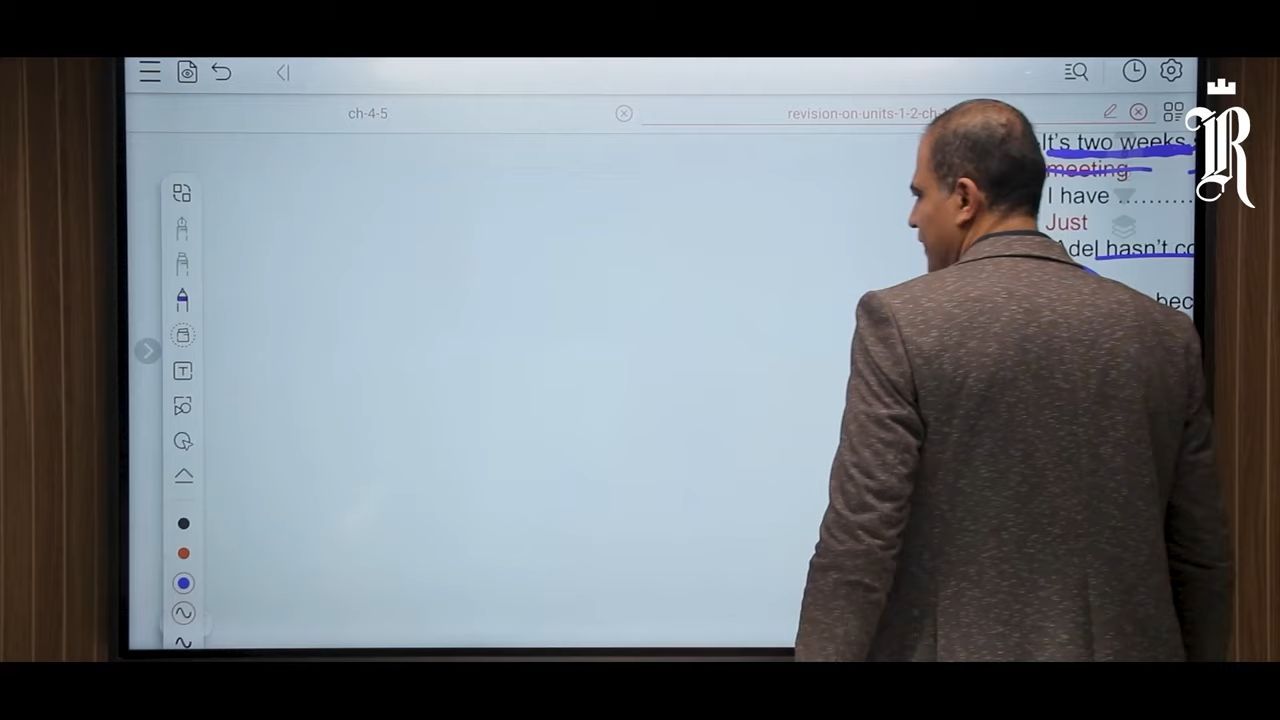 ch-4-5
revision-on-units-1-2-ch-
It's two weeks
meeting
I have ..........
Just
Adel hasn't co
bec
R